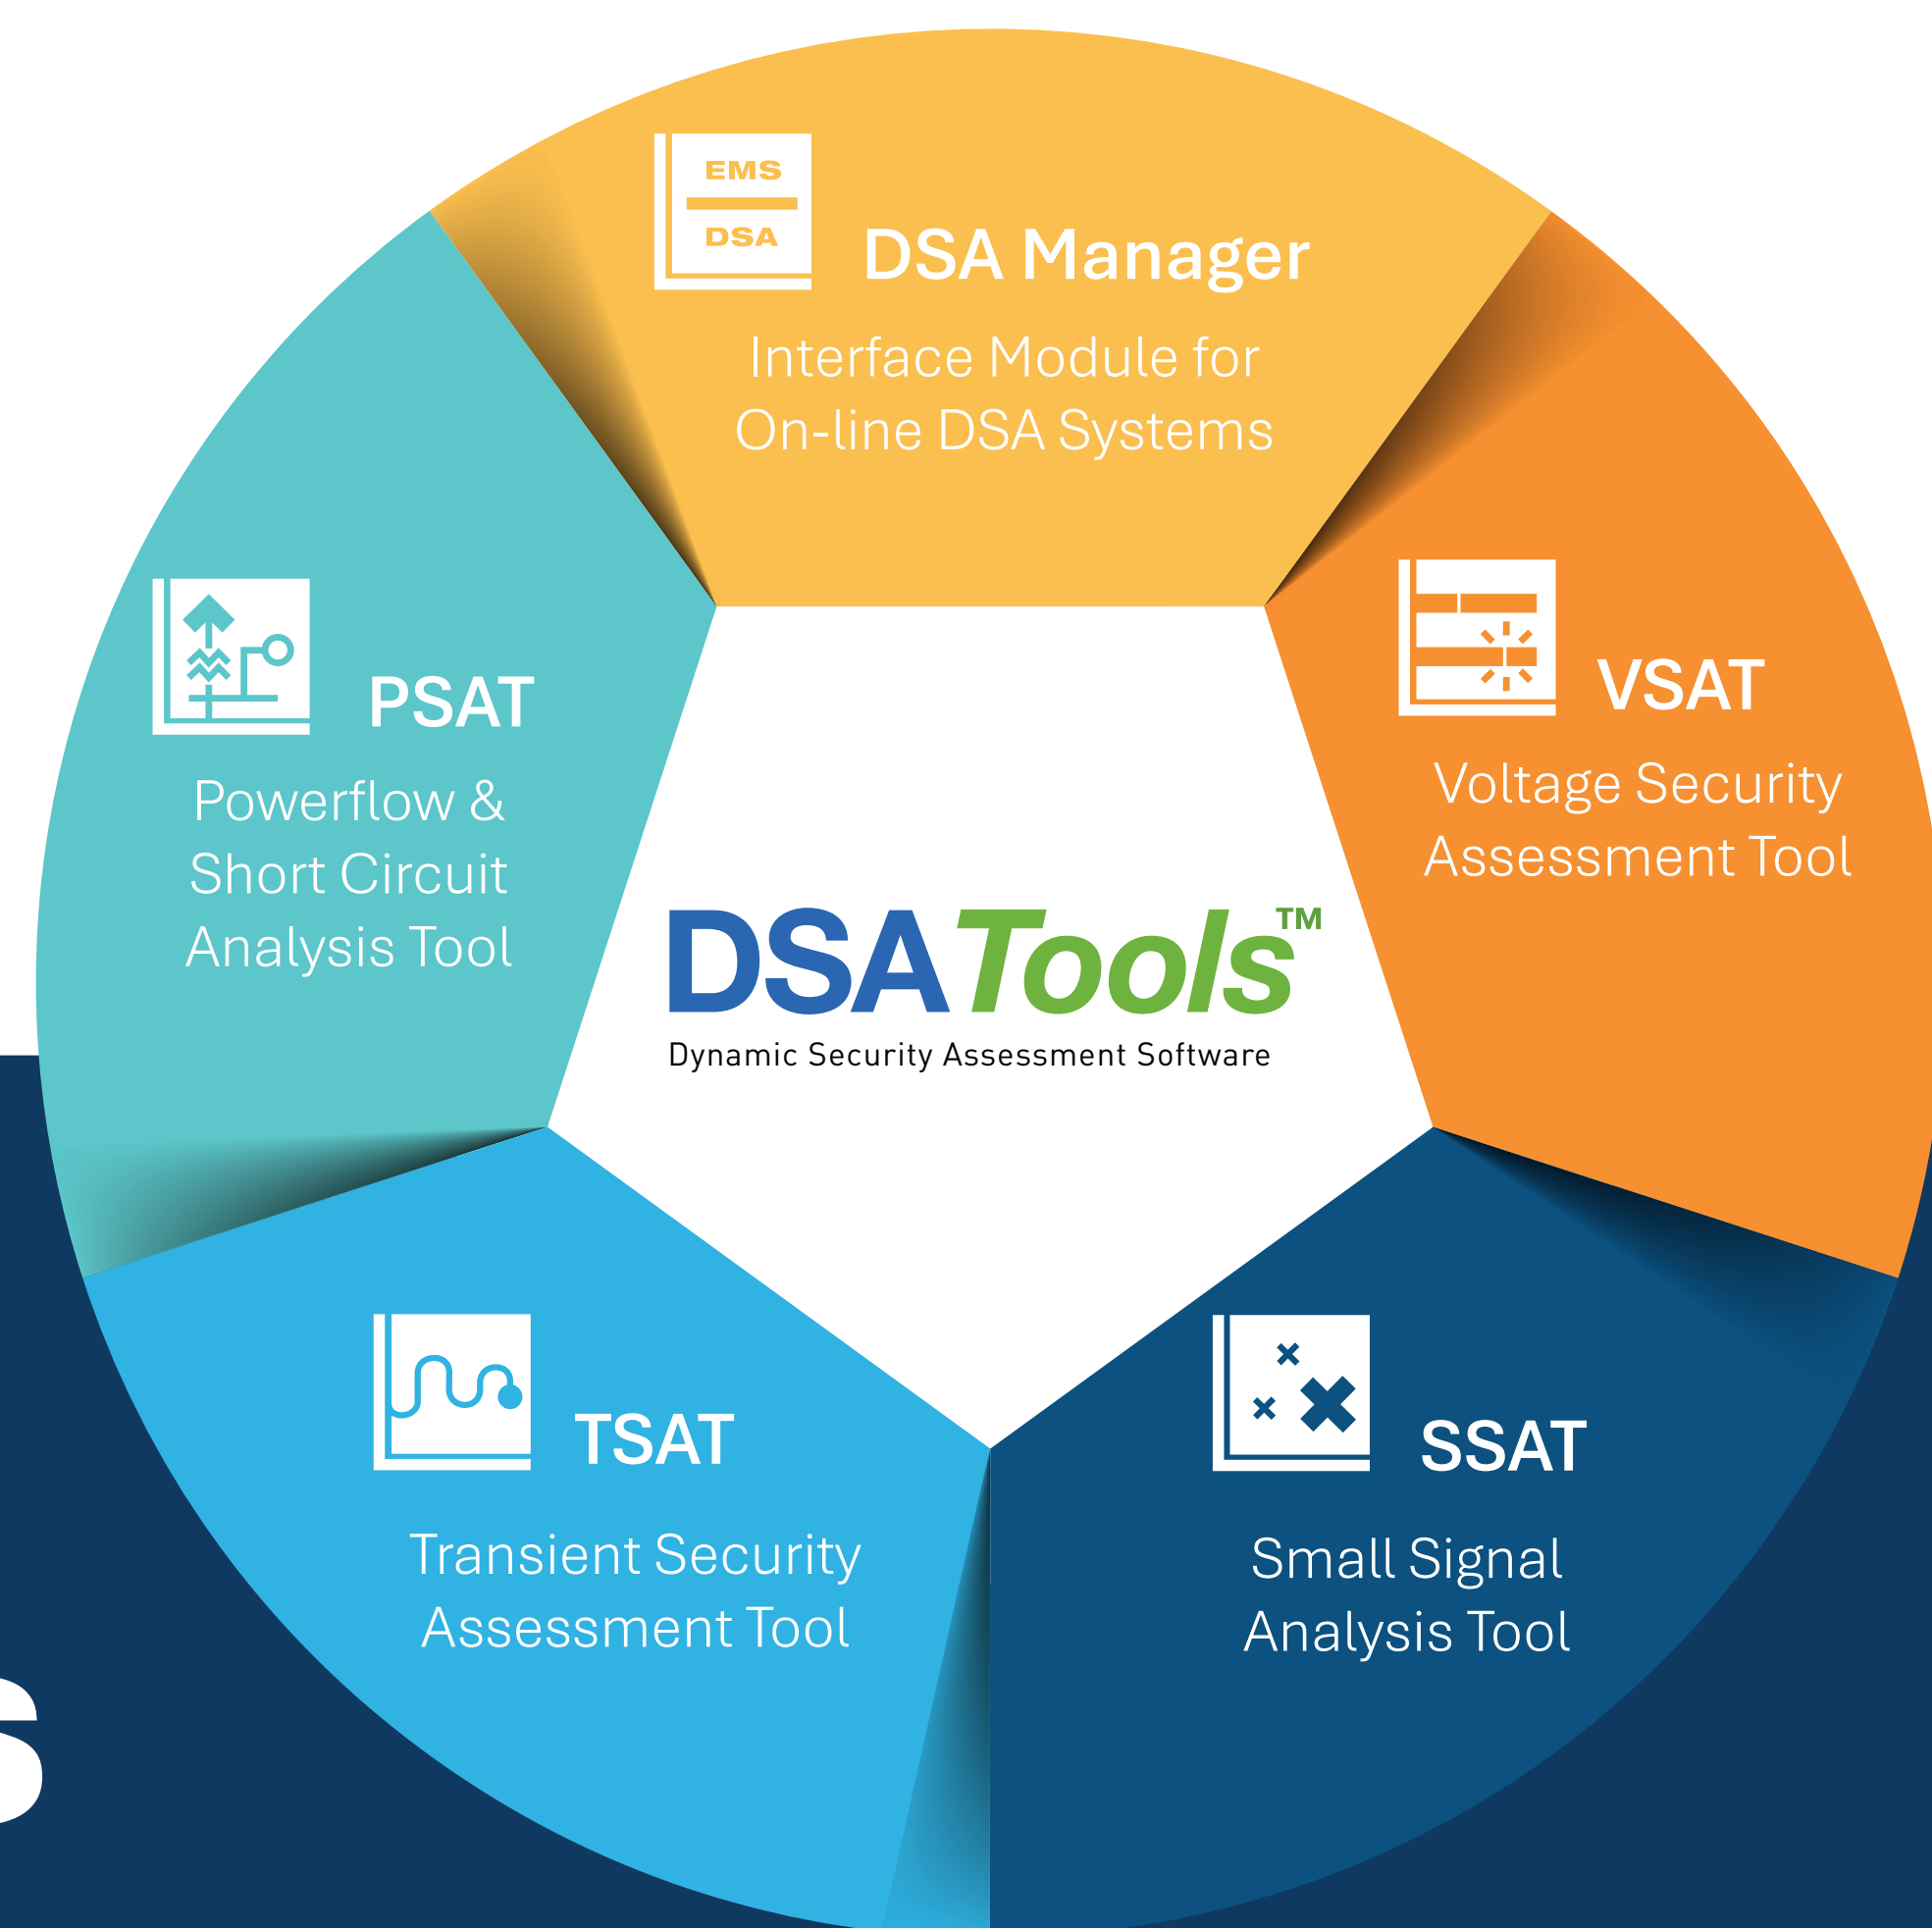 EMS
DSA
DSA Manager
Interface Module for
On-line DSA Systems
PSAT
Powerflow &
Short Circuit
Analysis Tool
VSAT
Voltage Security
Assessment Tool
DSATools™
Dynamic Security Assessment Software
TSAT
Transient Security
Assessment Tool
SSAT
Small Signal
Analysis Tool